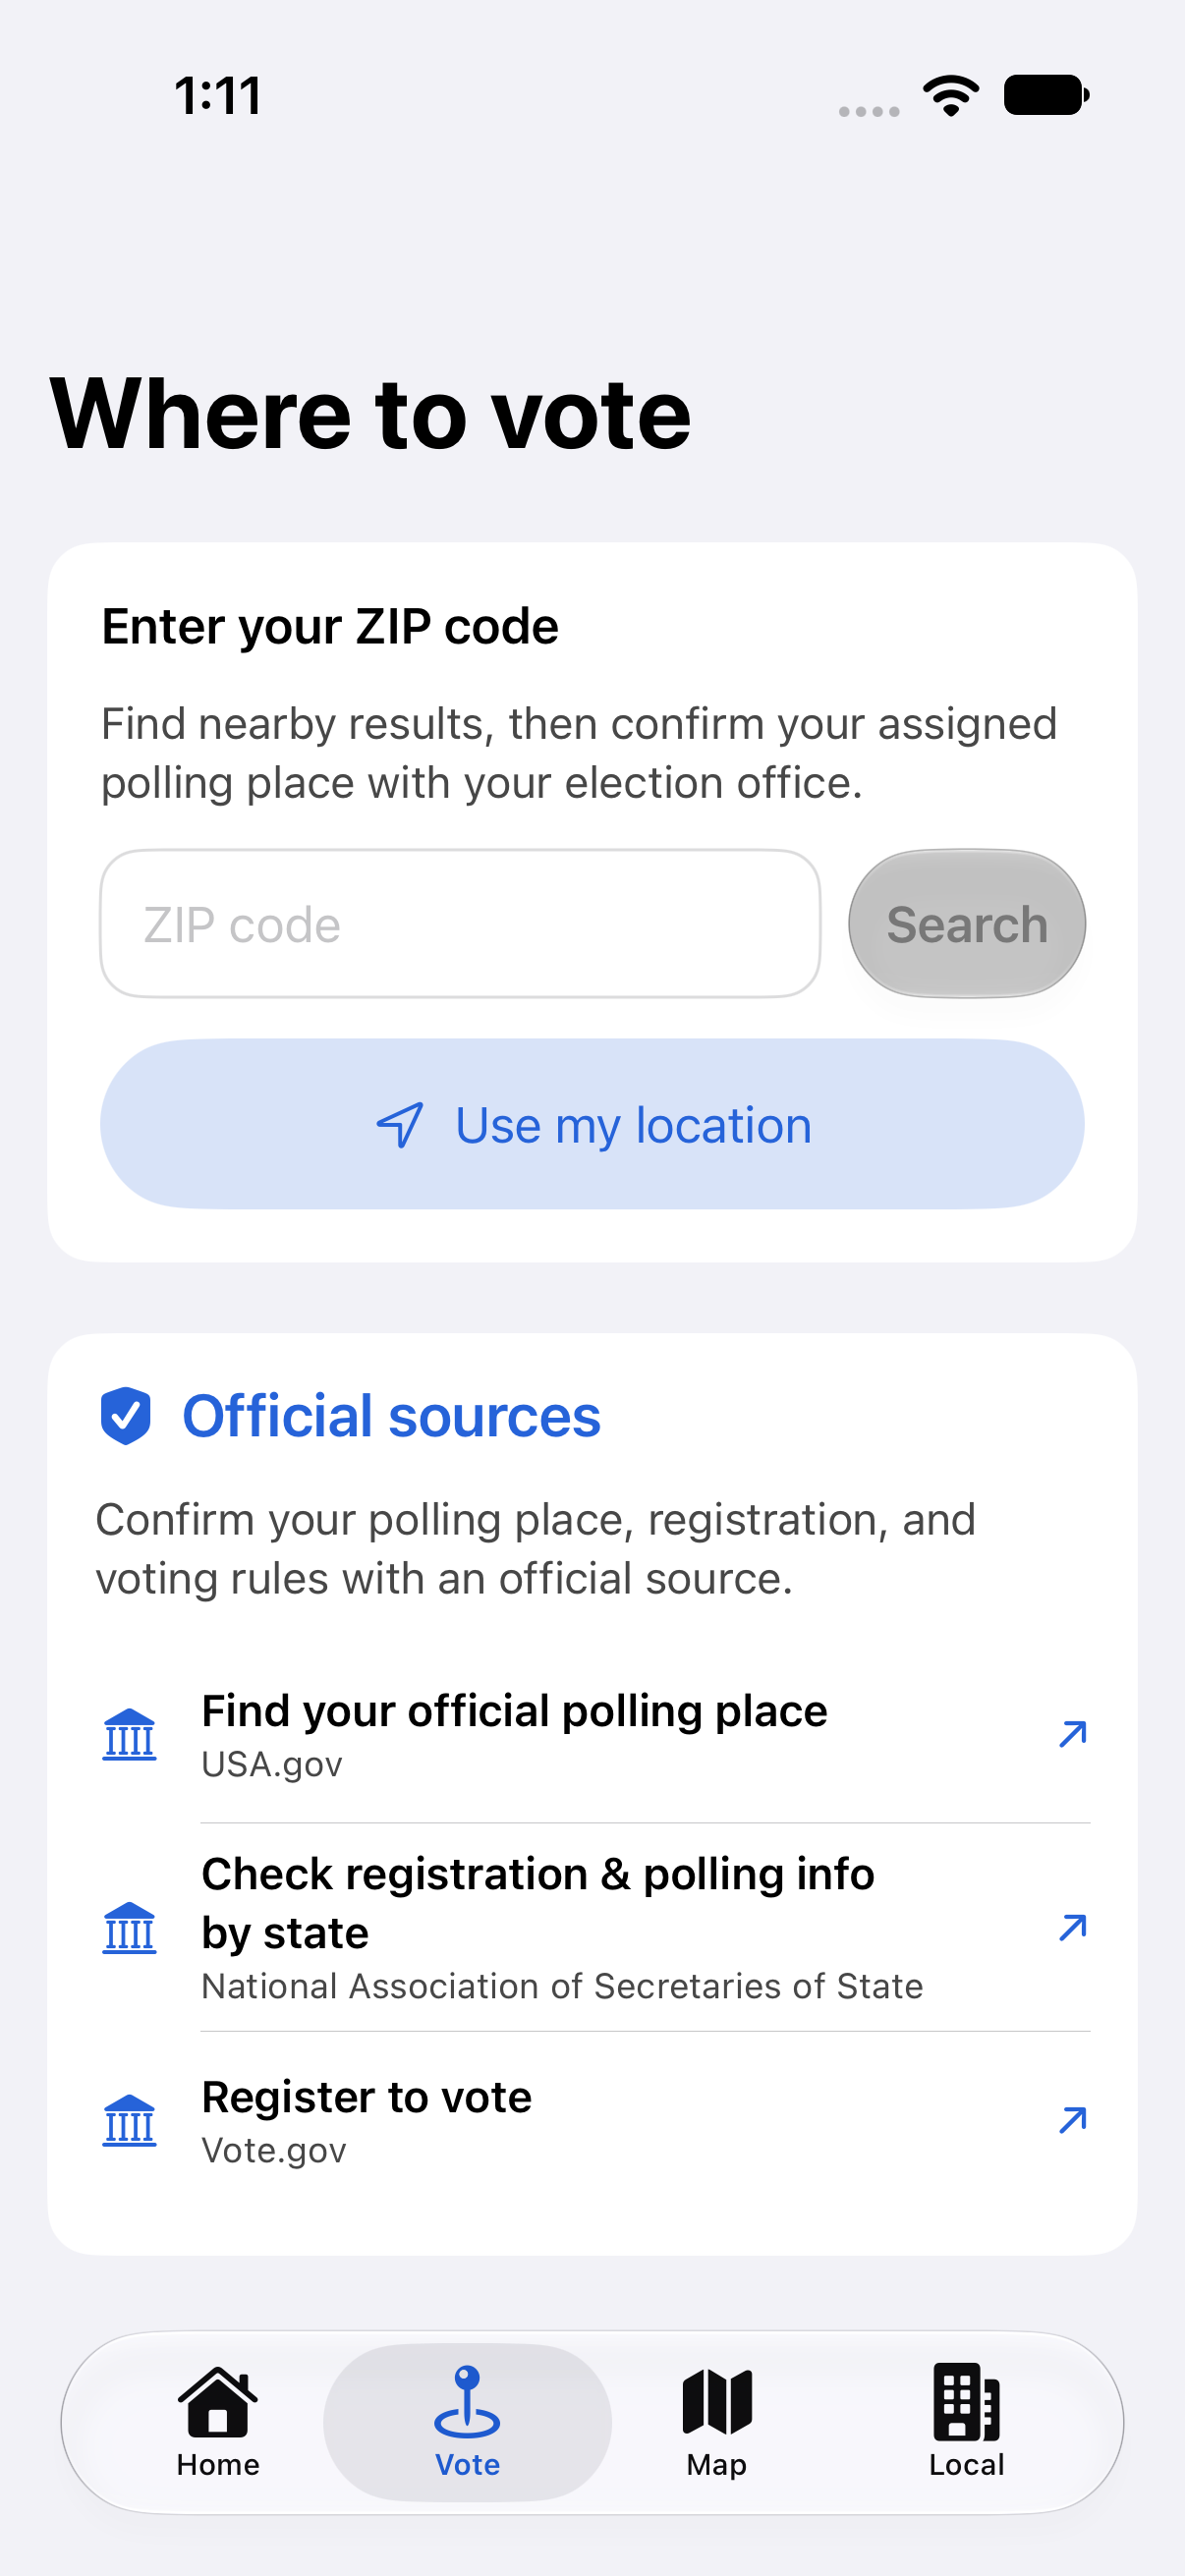 1:11
Where to vote
Enter your ZIP code
Find nearby results, then confirm your assigned
polling place with your election office.
ZIP code
Search
Use my location
Official sources
Confirm your polling place, registration, and
voting rules with an official source.
Find your official polling place
USA.gov
Check registration & polling info
by state
National Association of Secretaries of State
Register to vote
Vote.gov
Home
Vote
Map
Local